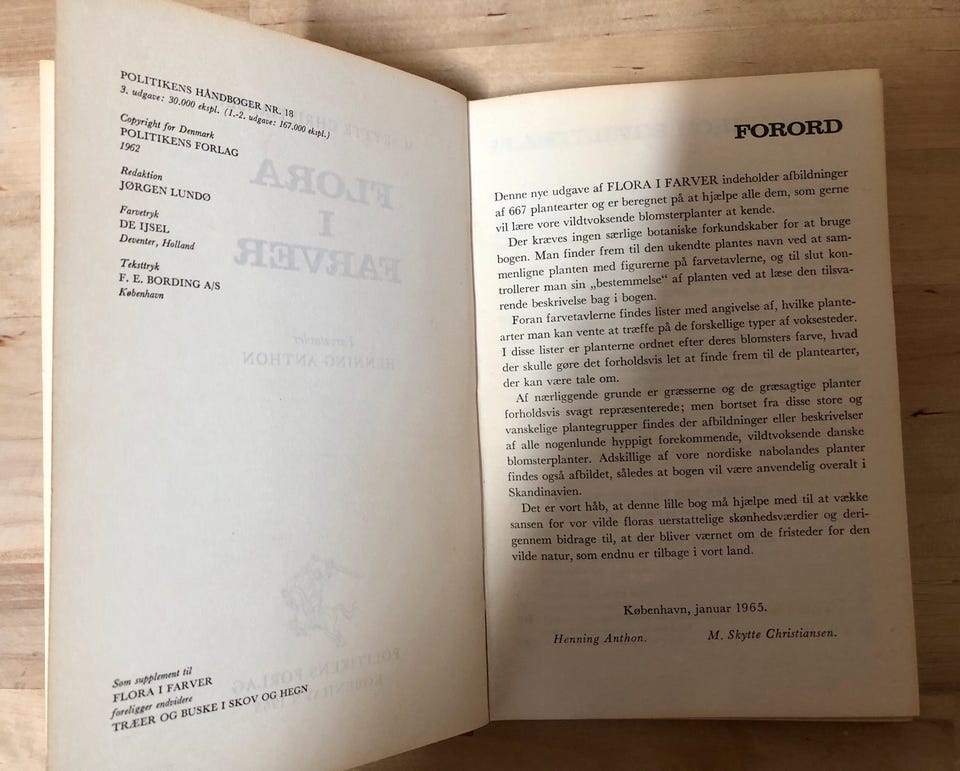 POLITIKENS HÅNDBØGER NR. 18
3. udgave: 30.000 ekspl. (1.-2. udgave: 167.000 ekspl.)
Copyright for Denmark
POLITIKENS FORLAG
1962
Redaktion
JØRGEN LUNDØ
Farvetryk
DE IJSEL
Deventer, Holland
Teksttryk
F. E. BORDING A/S
København
FLORA
I
FARVER
Farvetavler
HENNING ANTHON
POLITIKENS FORLAG
Som supplement til
FLORA I FARVER
foreligger endvidere
TRÆER OG BUSKE I SKOV OG HEGN
FORORD
Denne nye udgave af FLORA I FARVER indeholder afbildninger
af 667 plantearter og er beregnet på at hjælpe alle dem, som gerne
vil lære vore vildtvoksende blomsterplanter at kende.
Der kræves ingen særlige botaniske forkundskaber for at bruge
bogen. Man finder frem til den ukendte plantes navn ved at sam-
menligne planten med figurerne på farvetavlerne, og til slut kon-
trollerer man sin „bestemmelse“ af planten ved at læse den tilsva-
rende beskrivelse bag i bogen.
Foran farvetavlerne findes lister med angivelse af, hvilke plante-
arter man kan vente at træffe på de forskellige typer af voksesteder.
I disse lister er planterne ordnet efter deres blomsters farve, hvad
der skulle gøre det forholdsvis let at finde frem til de plantearter,
der kan være tale om.
Af nærliggende grunde er græsserne og de græsagtige planter
forholdsvis svagt repræsenterede; men bortset fra disse store og
vanskelige plantegrupper findes der afbildninger eller beskrivelser
af alle nogenlunde hyppigt forekommende, vildtvoksende danske
blomsterplanter. Adskillige af vore nordiske nabolandes planter
findes også afbildet, således at bogen vil være anvendelig overalt i
Skandinavien.
Det er vort håb, at denne lille bog må hjælpe med til at vække
sansen for vor vilde floras uerstattelige skønhedsværdier og deri-
gennem bidrage til, at der bliver værnet om de fristeder for den
vilde natur, som endnu er tilbage i vort land.
København, januar 1965.
Henning Anthon. M. Skytte Christiansen.